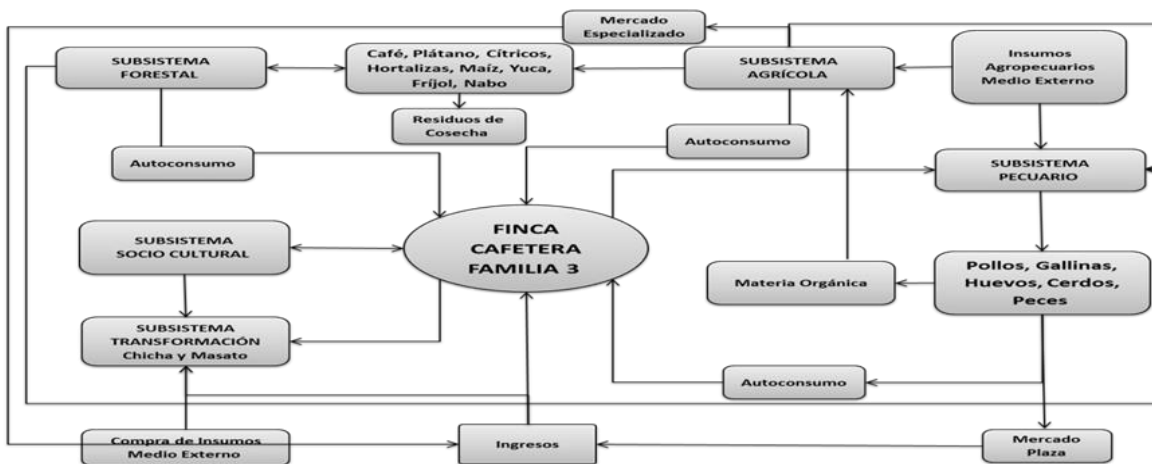 Mercado
Especializado
SUBSISTEMA
FORESTAL
Café, Plátano, Cítricos,
Hortalizas, Maíz, Yuca,
Fríjol, Nabo
SUBSISTEMA
AGRÍCOLA
Insumos
Agropecuarios
Medio Externo
Residuos de
Cosecha
Autoconsumo
Autoconsumo
SUBSISTEMA
PECUARIO
SUBSISTEMA
SOCIO CULTURAL
FINCA
CAFETERA
FAMILIA 3
Materia Orgánica
Pollos, Gallinas,
Huevos, Cerdos,
Peces
SUBSISTEMA
TRANSFORMACIÓN
Chicha y Masato
Autoconsumo
Compra de Insumos
Medio Externo
Ingresos
Mercado
Plaza